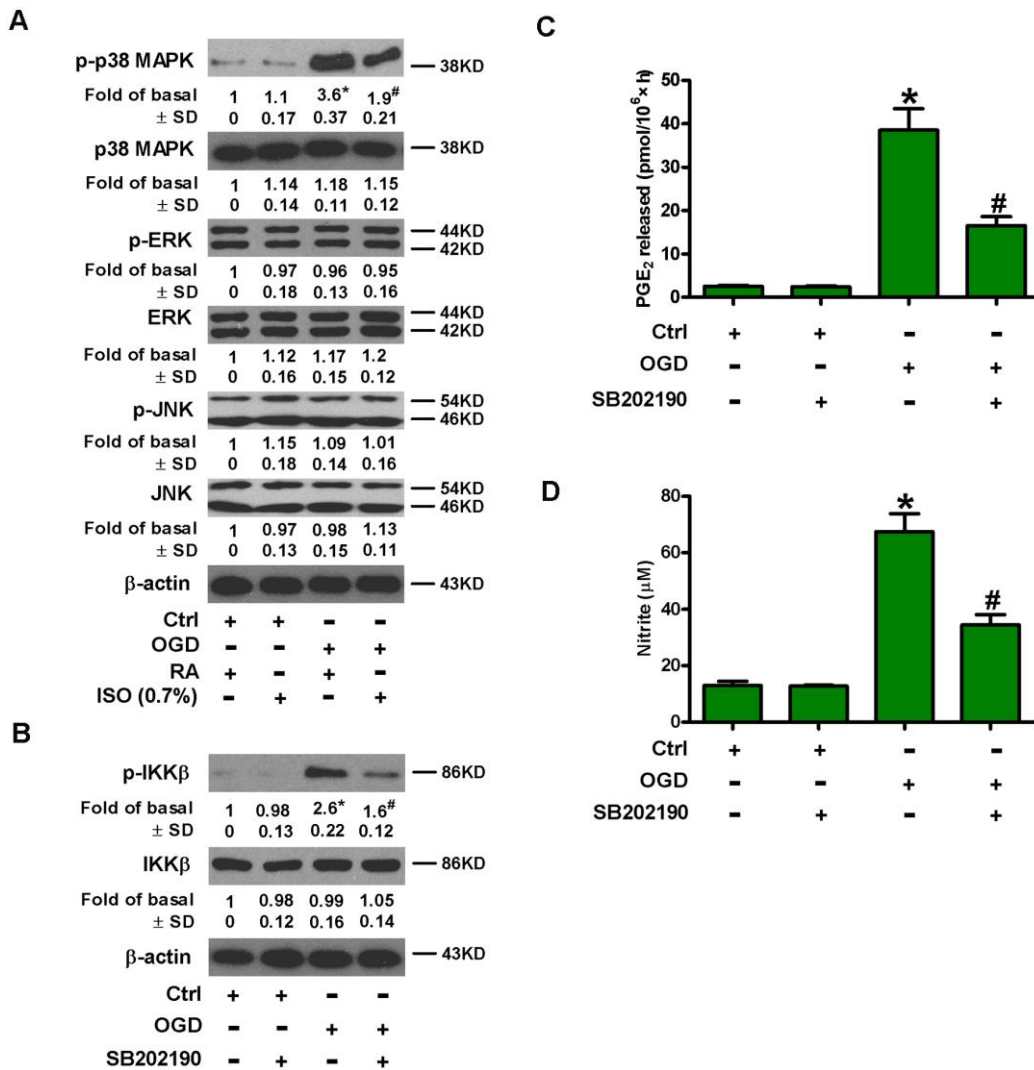 A
p-p38 MAPK
38KD
Fold of basal 1 1.1 3.6* 1.9#
± SD 0 0.17 0.37 0.21
p38 MAPK
38KD
Fold of basal 1 1.14 1.18 1.15
± SD 0 0.14 0.11 0.12
p-ERK
44KD
42KD
Fold of basal 1 0.97 0.96 0.95
± SD 0 0.18 0.13 0.16
ERK
44KD
42KD
Fold of basal 1 1.12 1.17 1.2
± SD 0 0.16 0.15 0.12
p-JNK
54KD
46KD
Fold of basal 1 1.15 1.09 1.01
± SD 0 0.18 0.14 0.16
JNK
54KD
46KD
Fold of basal 1 0.97 0.98 1.13
± SD 0 0.13 0.15 0.11
β-actin
43KD
Ctrl + + - -
OGD - - + +
RA + - + -
ISO (0.7%) - + - +
B
p-IKKβ
86KD
Fold of basal 1 0.98 2.6* 1.6#
± SD 0 0.13 0.22 0.12
IKKβ
86KD
Fold of basal 1 0.98 0.99 1.05
± SD 0 0.12 0.16 0.14
β-actin
43KD
Ctrl + + - -
OGD - - + +
SB202190 - + - +
C
PGE₂ released (pmol/10⁶× h)
50
40
30
20
10
0
*
#
Ctrl + + - -
OGD - - + +
SB202190 - + - +
D
Nitrite (µM)
80
60
40
20
0
*
#
Ctrl + + - -
OGD - - + +
SB202190 - + - +